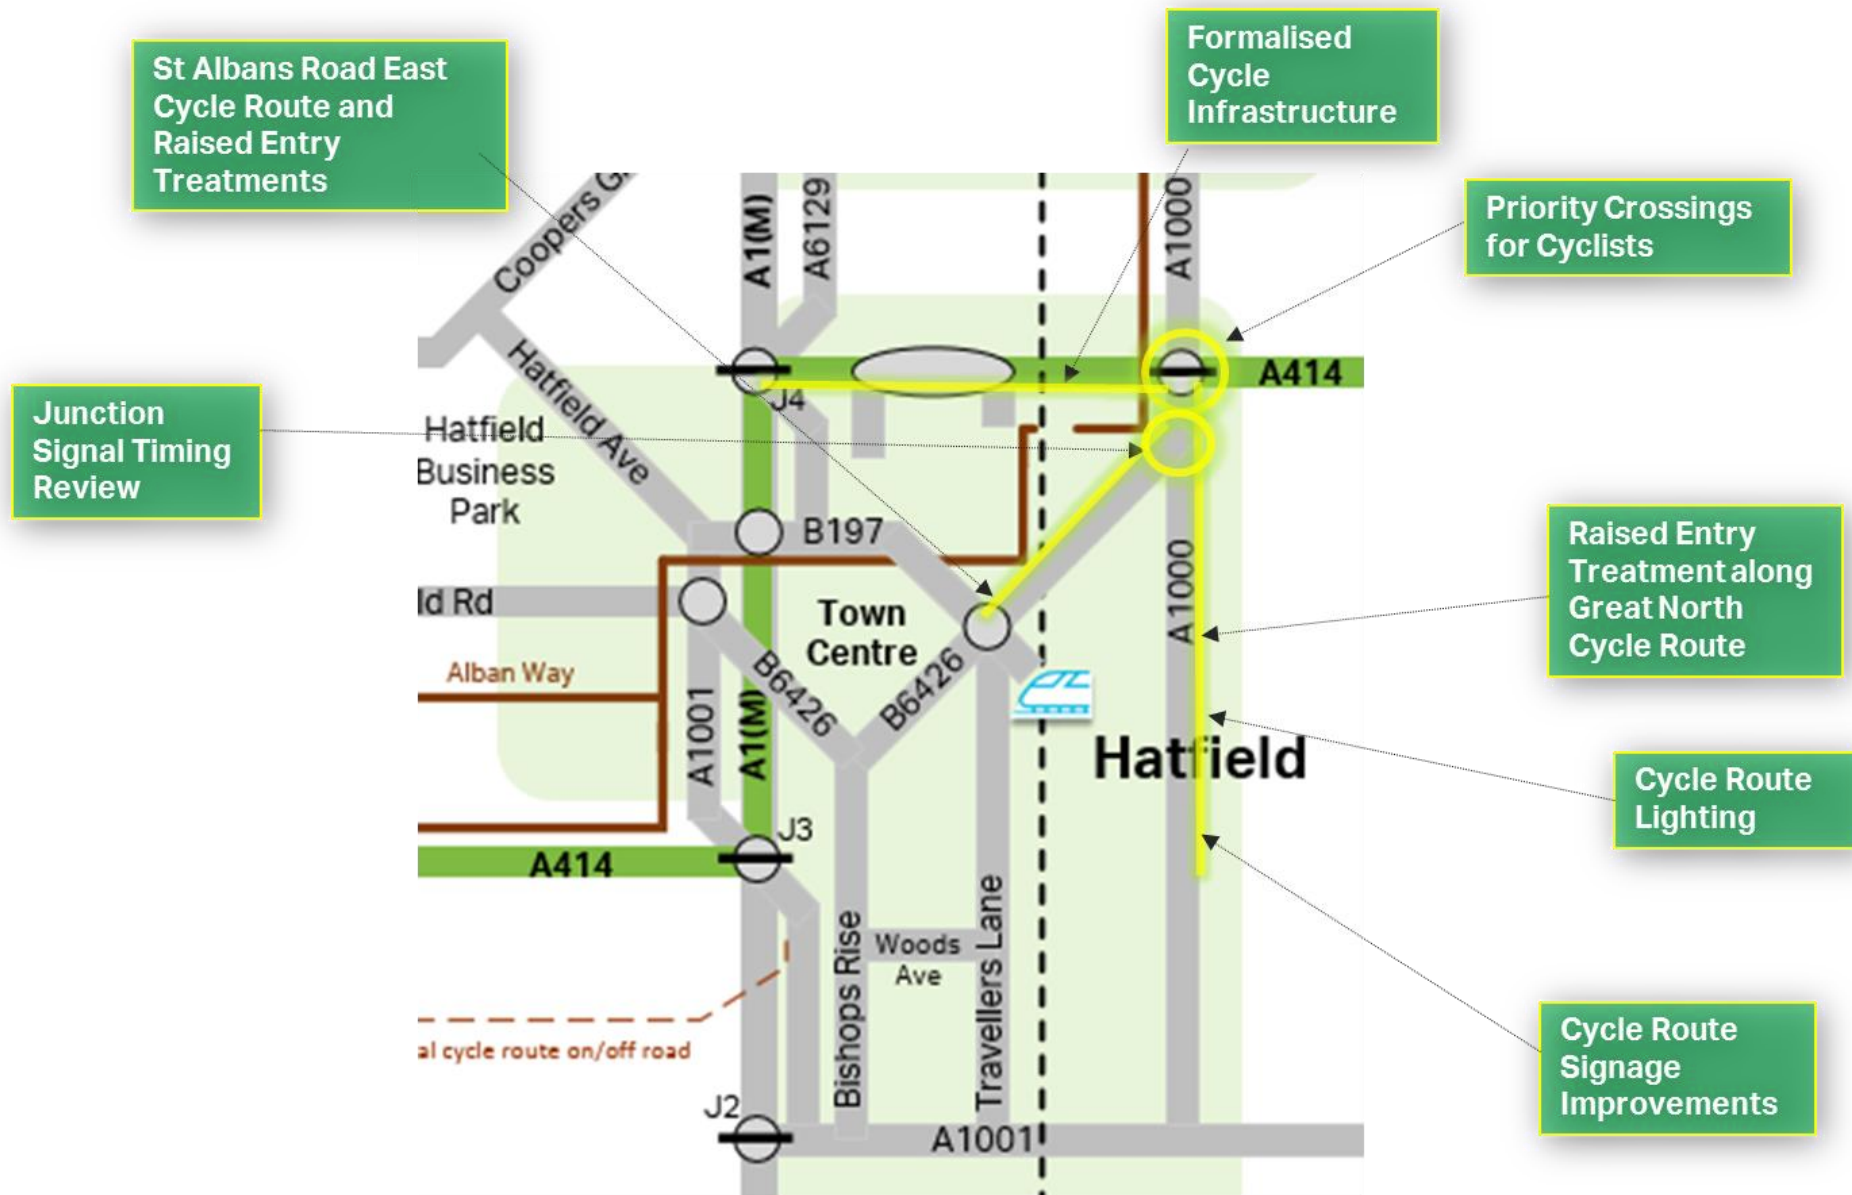 St Albans Road East
Cycle Route and
Raised Entry
Treatments
Formalised
Cycle
Infrastructure
Priority Crossings
for Cyclists
Junction
Signal Timing
Review
Raised Entry
Treatment along
Great North
Cycle Route
Cycle Route
Lighting
Cycle Route
Signage
Improvements
Coopers
A1(M)
A6129
A1000
Hatfield Ave
J4
A414
Hatfield
Business
Park
B197
A1000
ld Rd
Town
Centre
Alban Way
B6426
B6426
A1001
A1(M)
Hatfield
J3
A414
Bishops Rise
Woods
Ave
Travellers Lane
al cycle route on/off road
J2
A1001